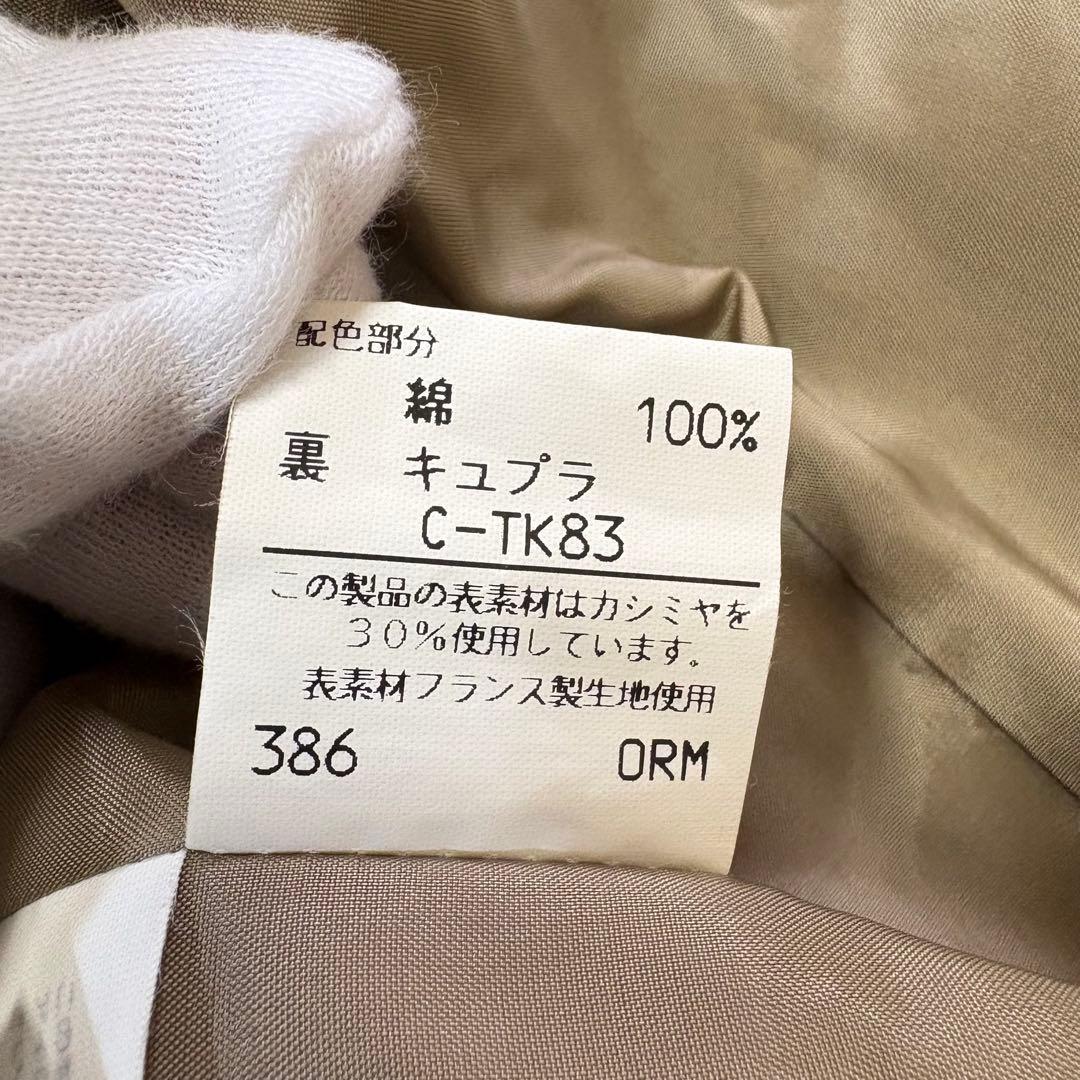 配色部分
綿 100%
裏 キュプラ
C-TK83
この製品の表素材はカシミヤを
30%使用しています。
表素材フランス製生地使用
386 ORM